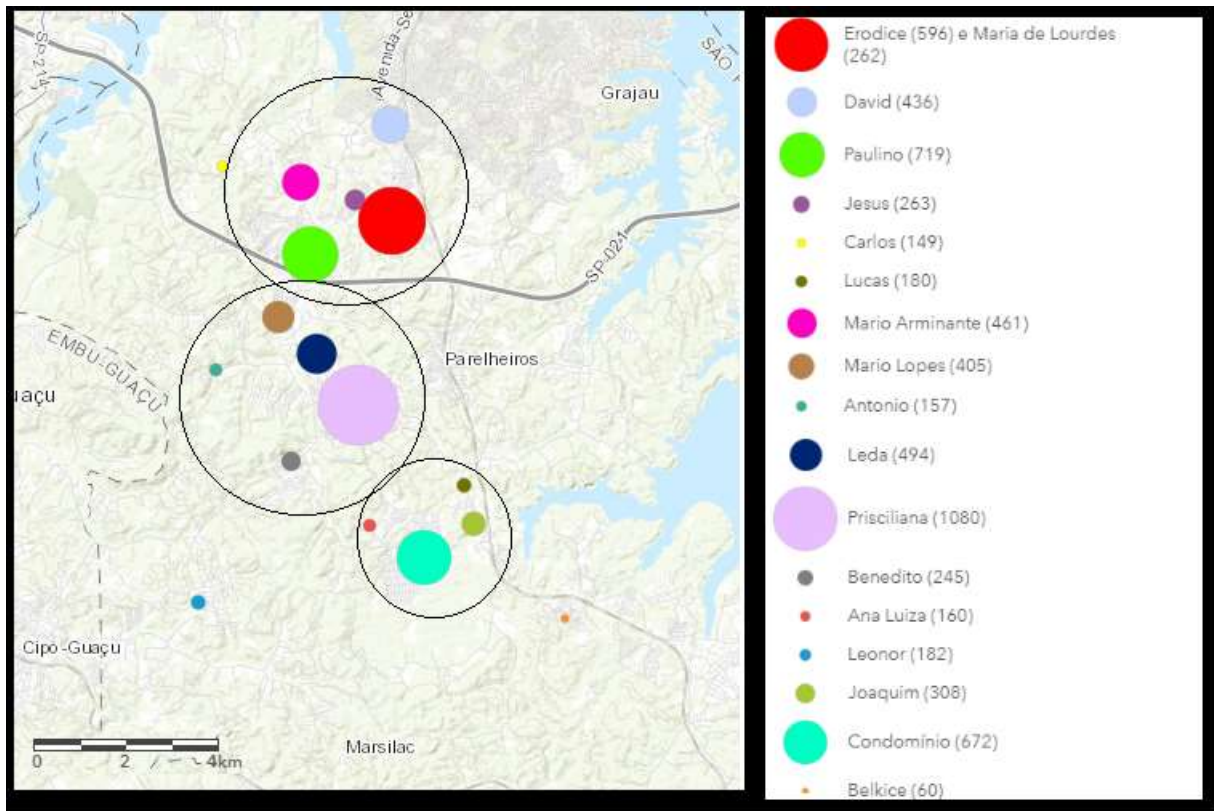 SP-214
Avenida-Se
SÃO
Grajau
SP-021
EMBU-GUAÇU
Parelheiros
uaçu
Cipó-Guaçu
Marsilac
0 2 4km
Erodice (596) e Maria de Lourdes
(262)
David (436)
Paulino (719)
Jesus (263)
Carlos (149)
Lucas (180)
Mario Arminante (461)
Mario Lopes (405)
Antonio (157)
Leda (494)
Prisciliana (1080)
Benedito (245)
Ana Luiza (160)
Leonor (182)
Joaquim (308)
Condomínio (672)
Belkice (60)